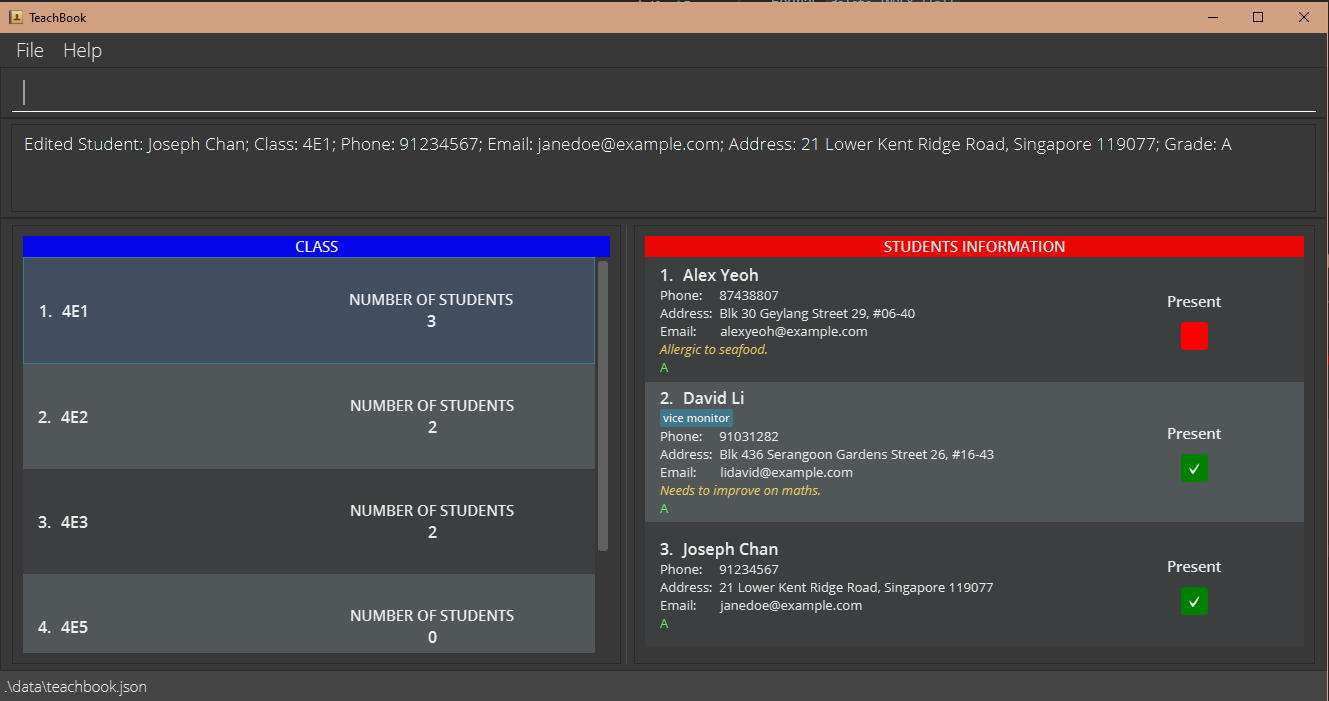 TeachBook
File Help
Edited Student: Joseph Chan; Class: 4E1; Phone: 91234567; Email: janedoe@example.com; Address: 21 Lower Kent Ridge Road, Singapore 119077; Grade: A
CLASS
1. 4E1
NUMBER OF STUDENTS
3
2. 4E2
NUMBER OF STUDENTS
2
3. 4E3
NUMBER OF STUDENTS
2
4. 4E5
NUMBER OF STUDENTS
0
STUDENTS INFORMATION
1. Alex Yeoh
Phone: 87438807
Address: Blk 30 Geylang Street 29, #06-40
Email: alexyeoh@example.com
Allergic to seafood.
A
Present
2. David Li
vice monitor
Phone: 91031282
Address: Blk 436 Serangoon Gardens Street 26, #16-43
Email: lidavid@example.com
Needs to improve on maths.
A
Present
✓
3. Joseph Chan
Phone: 91234567
Address: 21 Lower Kent Ridge Road, Singapore 119077
Email: janedoe@example.com
A
Present
✓
.\data\teachbook.json